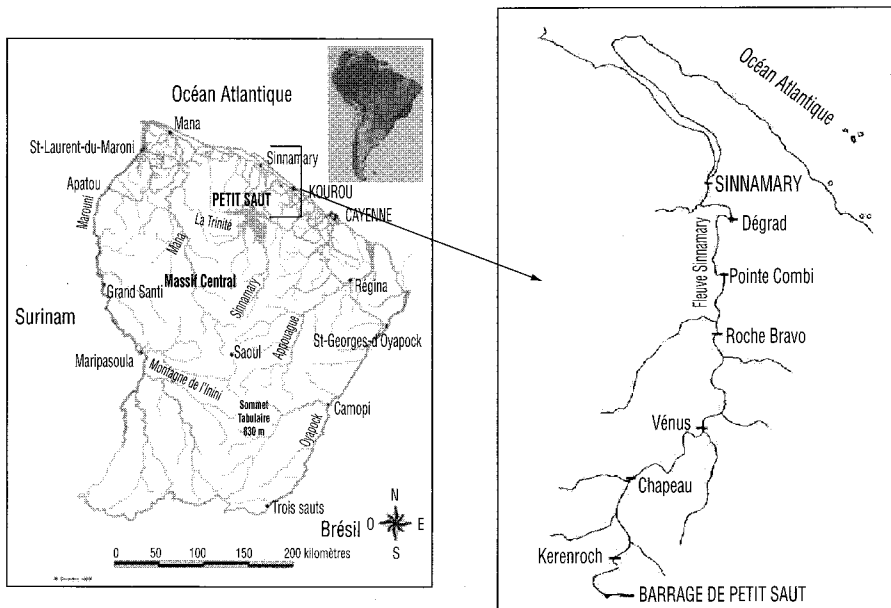 Océan Atlantique
Mana
St-Laurent-du-Maroni
Sinnamary
Apatou
KOUROU
PETIT SAUT
CAYENNE
La Trinité
Marouni
Mana
Massif Central
Sinnamary
Grand Santi
Régina
Surinam
Appouague
St-Georges-d'Oyapock
Saoul
Maripasoula
Montagne de l'Inini
Sommet
Tabulaire
830 m
Camopi
Oyapock
Trois sauts
Brésil
N
O
E
S
0 50 100 150 200 kilomètres
Océan Atlantique
SINNAMARY
Dégrad
Fleuve Sinnamary
Pointe Combi
Roche Bravo
Vénus
Chapeau
Kerenroch
BARRAGE DE PETIT SAUT